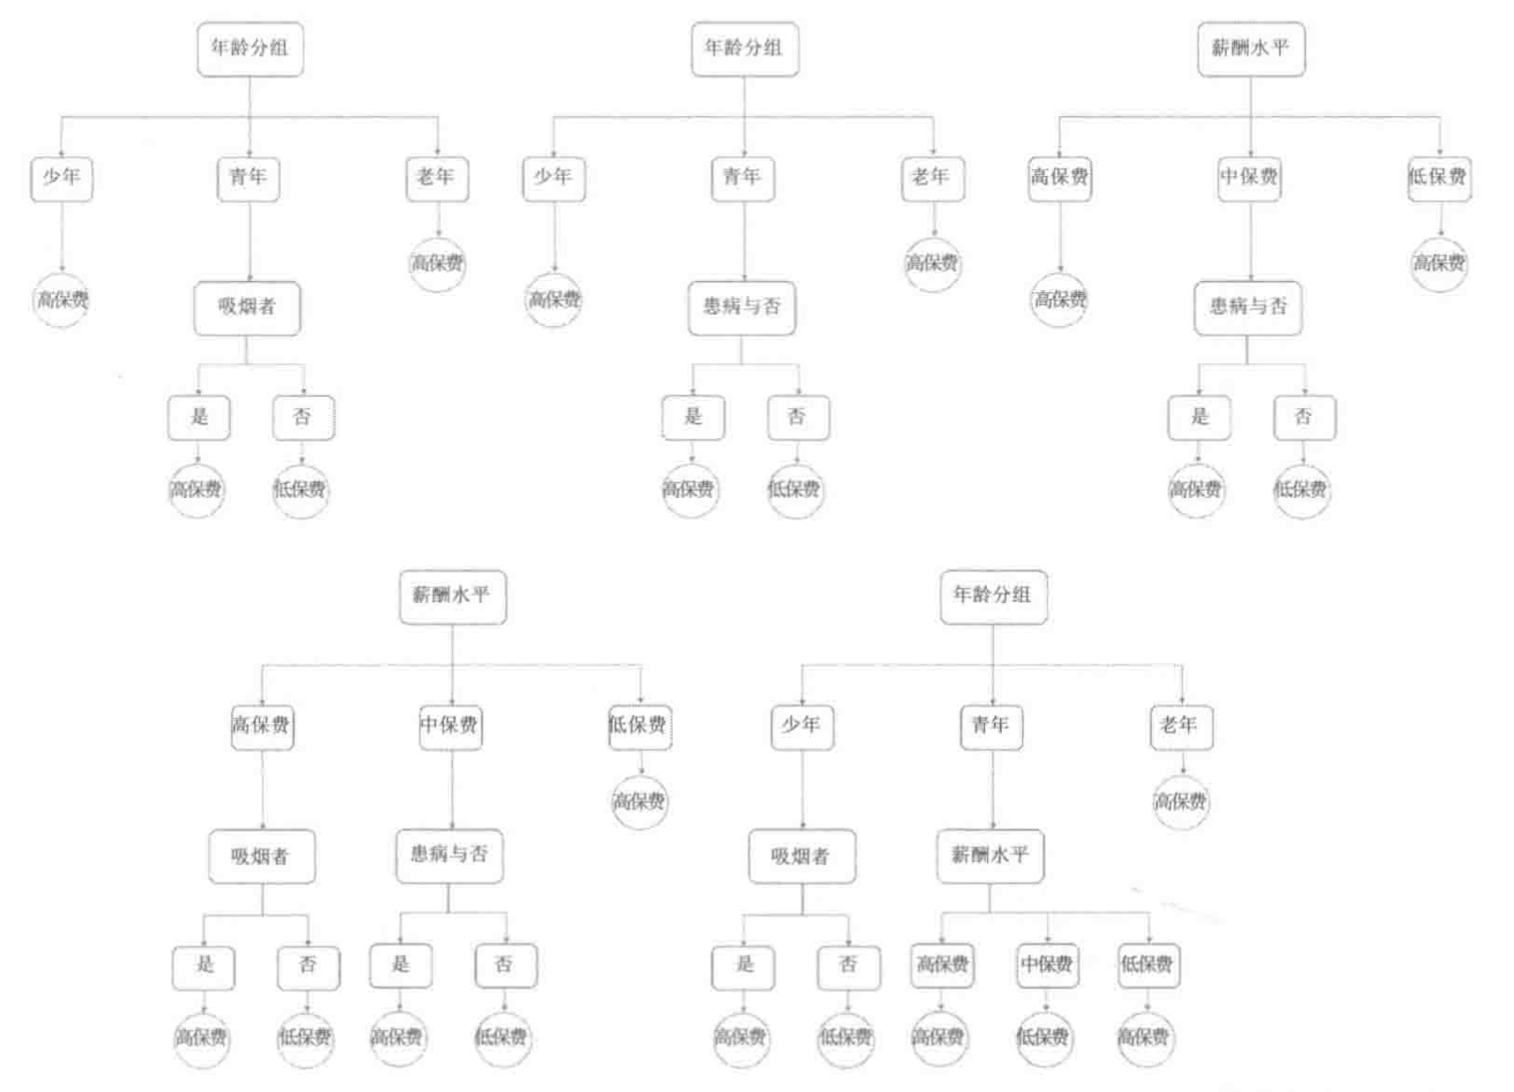 年龄分组
年龄分组
薪酬水平
少年
青年
老年
少年
青年
老年
高保费
中保费
低保费
高保费
高保费
高保费
高保费
高保费
高保费
吸烟者
患病与否
患病与否
是
否
是
否
是
否
高保费
低保费
高保费
低保费
高保费
低保费
薪酬水平
年龄分组
高保费
中保费
低保费
少年
青年
老年
高保费
高保费
吸烟者
患病与否
吸烟者
薪酬水平
是
否
是
否
是
否
高保费
中保费
低保费
高保费
低保费
高保费
低保费
高保费
低保费
高保费
低保费
高保费